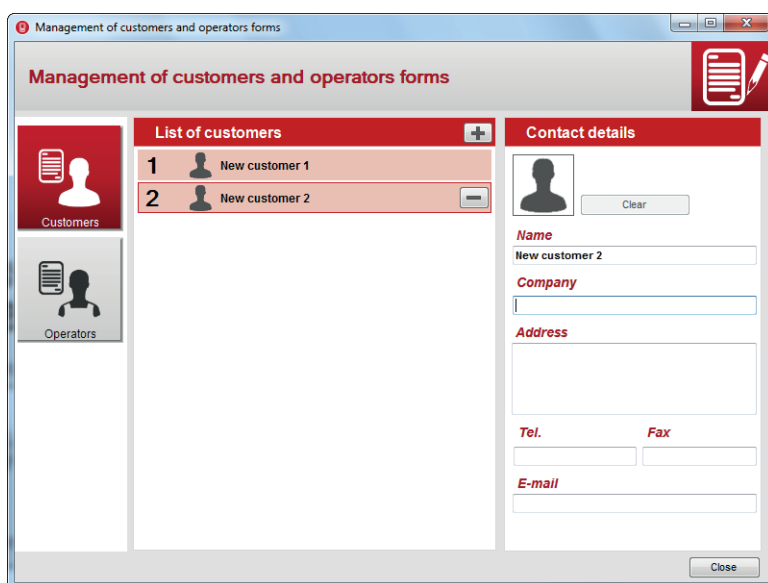 Management of customers and operators forms
Management of customers and operators forms
Customers
Operators
List of customers
1 New customer 1
2 New customer 2
Contact details
Clear
Name
New customer 2
Company
Address
Tel. Fax
E-mail
Close